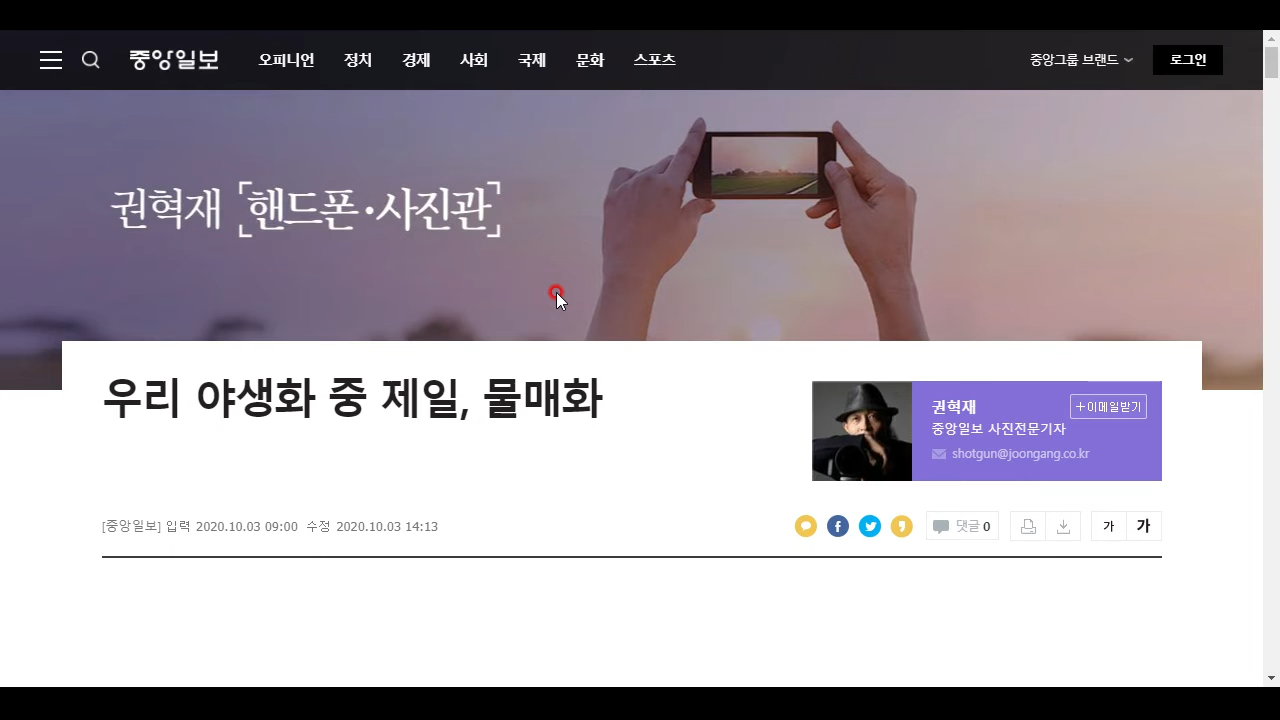 중앙일보 오피니언 정치 경제 사회 국제 문화 스포츠 중앙그룹 브랜드 로그인
권혁재 [핸드폰·사진관]
우리 야생화 중 제일, 물매화
권혁재 +이메일받기
중앙일보 사진전문기자
shotgun@joongang.co.kr
[중앙일보] 입력 2020.10.03 09:00 수정 2020.10.03 14:13 댓글 0 가 가